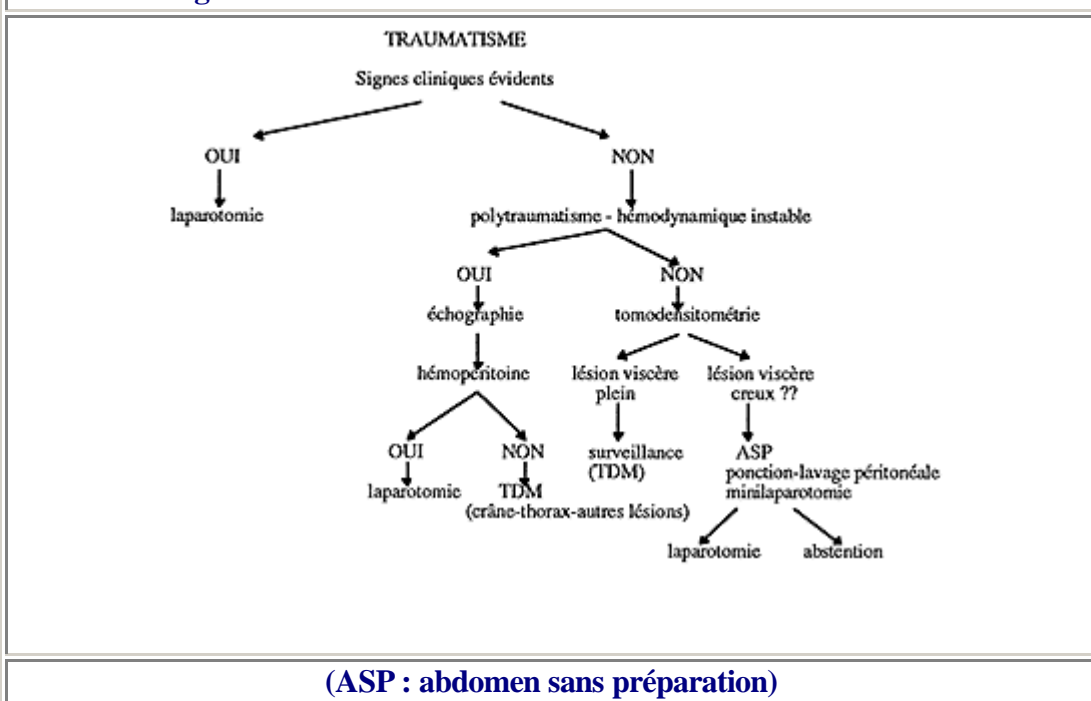 TRAUMATISME
Signes cliniques évidents
OUI
NON
laparotomie
polytraumatisme - hémodynamique instable
OUI
NON
échographie
tomodensitométrie
hémopéritoine
lésion viscère
plein
lésion viscère
creux ??
OUI
NON
surveillance
(TDM)
ASP
ponction-lavage péritonéale
minilaparotomie
laparotomie
TDM
(crâne-thorax-autres lésions)
laparotomie
abstention
(ASP : abdomen sans préparation)